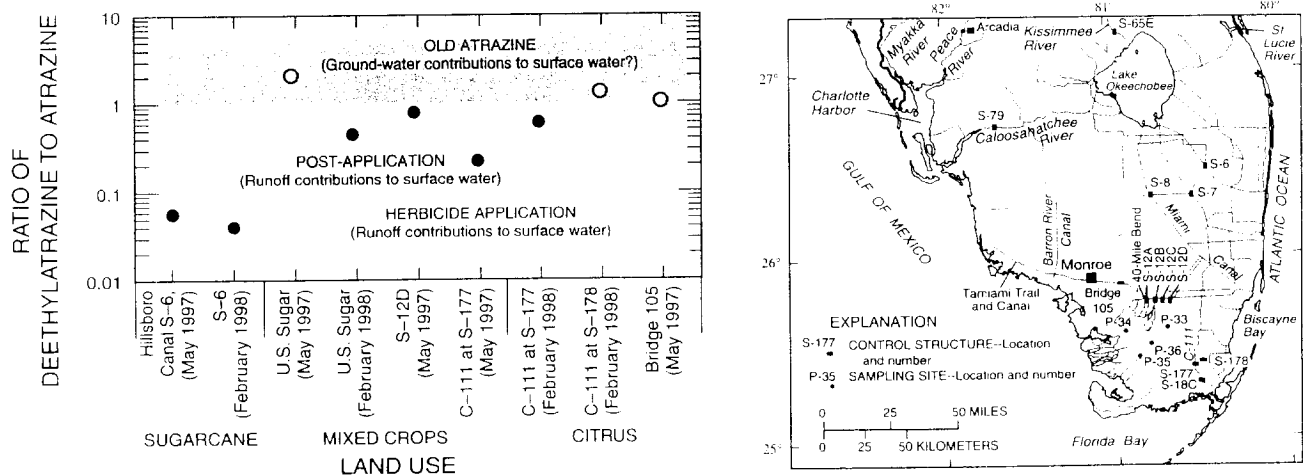 RATIO OF
DEETHYLATRAZINE TO ATRAZINE
10
1
0.1
0.01
OLD ATRAZINE
(Ground-water contributions to surface water?)
POST-APPLICATION
(Runoff contributions to surface water)
HERBICIDE APPLICATION
(Runoff contributions to surface water)
Hillsboro
Canal S-6,
(May 1997)
S-6
(February 1998)
U.S. Sugar
(May 1997)
U.S. Sugar
(February 1998)
S-12D
(May 1997)
C-111 at S-177
(May 1997)
C-111 at S-177
(February 1998)
C-111 at S-178
(February 1998)
Bridge 105
(May 1997)
SUGARCANE
MIXED CROPS
CITRUS
LAND USE
82°
81°
80°
27°
26°
25°
Myakka
River
Peace
River
Arcadia
Kissimmee
River
S-65E
St
Lucie
River
Lake
Okeechobee
Charlotte
Harbor
S-79
Caloosahatchee
River
S-6
S-8
S-7
GULF OF MEXICO
ATLANTIC OCEAN
Miami
Canal
Barron River
Canal
40-Mile Bend
S-12A
S-12B
S-12C
S-12D
Monroe
Tamiami Trail
and Canal
Bridge
105
P-34
P-33
Biscayne
Bay
P-36
P-35
C-111
S-178
S-177
S-18C
EXPLANATION
S-177 CONTROL STRUCTURE--Location
and number
P-35 SAMPLING SITE--Location and number
0 25 50 MILES
0 25 50 KILOMETERS
Florida Bay